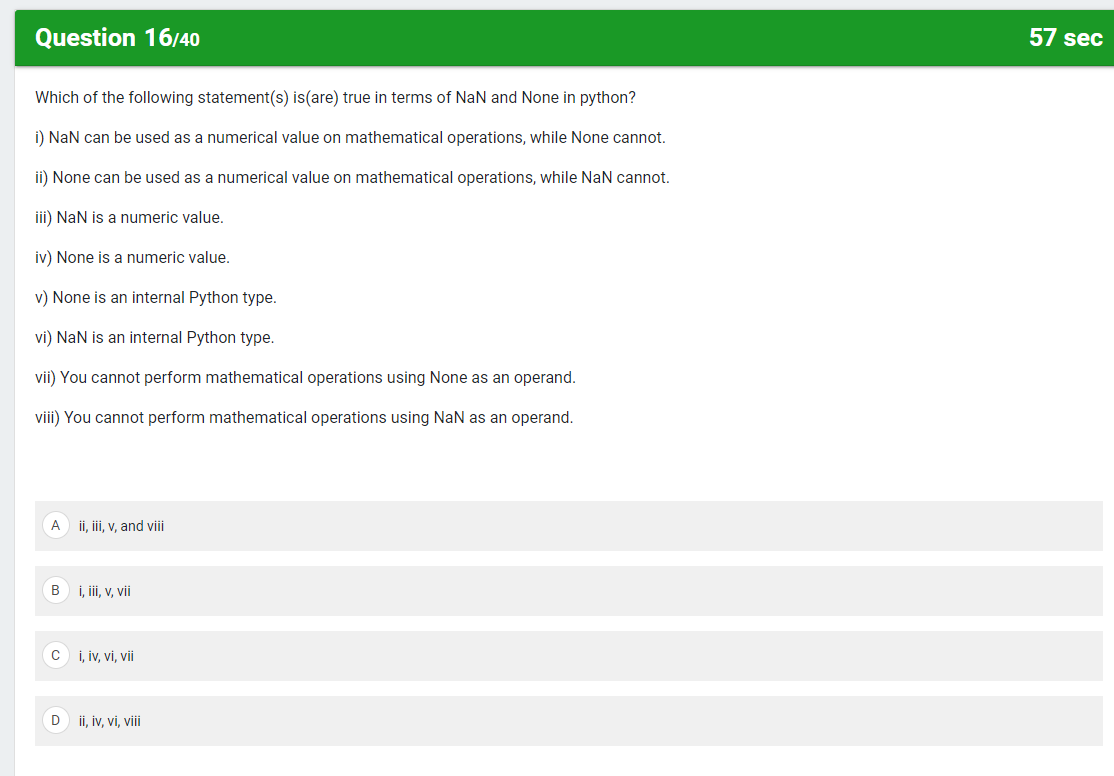 Question 16/40
57 sec
Which of the following statement(s) is(are) true in terms of NaN and None in python?
i) NaN can be used as a numerical value on mathematical operations, while None cannot.
ii) None can be used as a numerical value on mathematical operations, while NaN cannot.
iii) NaN is a numeric value.
iv) None is a numeric value.
v) None is an internal Python type.
vi) NaN is an internal Python type.
vii) You cannot perform mathematical operations using None as an operand.
viii) You cannot perform mathematical operations using NaN as an operand.
A ii, iii, v, and viii
B i, iii, v, vii
C i, iv, vi, vii
D ii, iv, vi, viii